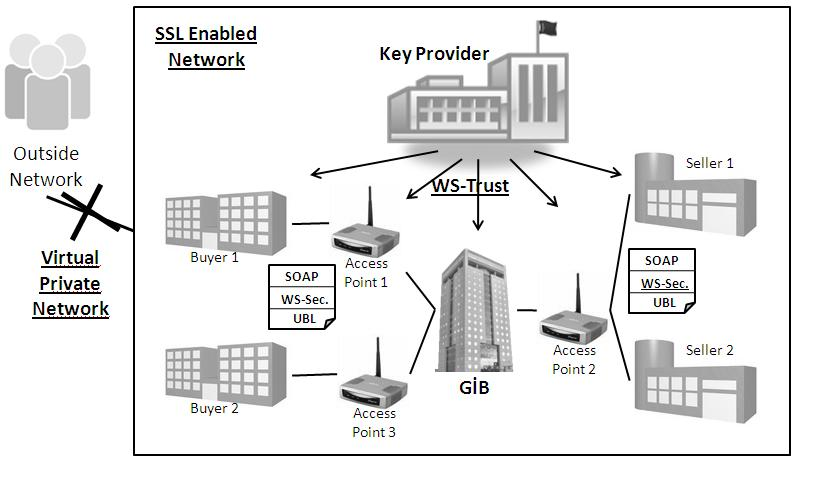 SSL Enabled
Network
Key Provider
Outside
Network
Seller 1
WS-Trust
Buyer 1
Access
Point 1
Virtual
Private
Network
SOAP
WS-Sec.
UBL
SOAP
WS-Sec.
UBL
Access
Point 2
Seller 2
GİB
Buyer 2
Access
Point 3